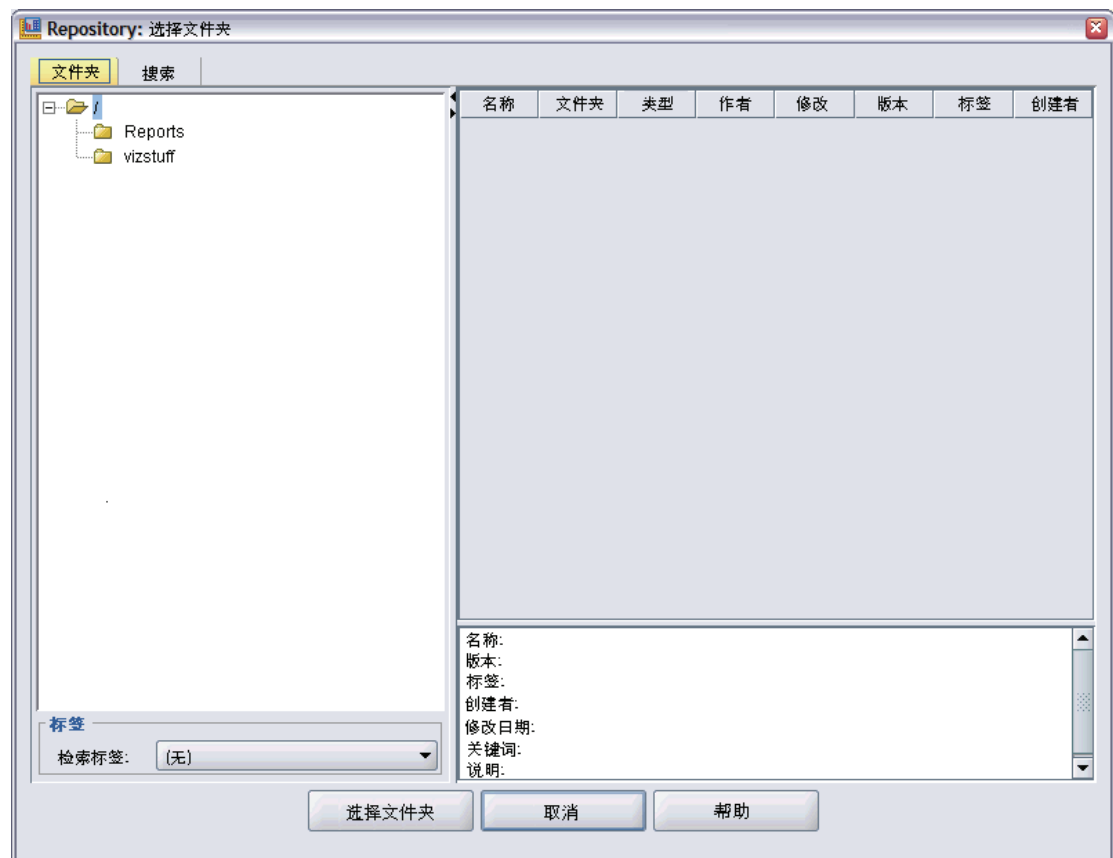 Repository: 选择文件夹
文件夹 搜索
/
Reports
vizstuff
名称 文件夹 类型 作者 修改 版本 标签 创建者
名称:
版本:
标签:
创建者:
修改日期:
关键词:
说明:
标签
检索标签: (无)
选择文件夹 取消 帮助